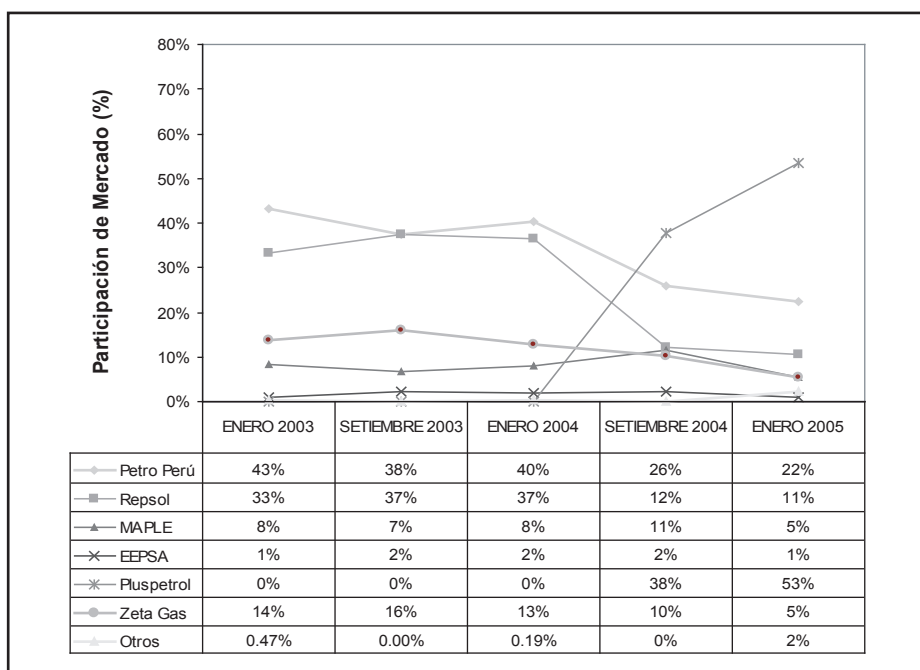 80%
70%
60%
50%
40%
30%
20%
10%
0%
Participación de Mercado (%)
ENERO 2003 SETIEMBRE 2003 ENERO 2004 SETIEMBRE 2004 ENERO 2005
Petro Perú 43% 38% 40% 26% 22%
Repsol 33% 37% 37% 12% 11%
MAPLE 8% 7% 8% 11% 5%
EEPSA 1% 2% 2% 2% 1%
Pluspetrol 0% 0% 0% 38% 53%
Zeta Gas 14% 16% 13% 10% 5%
Otros 0.47% 0.00% 0.19% 0% 2%